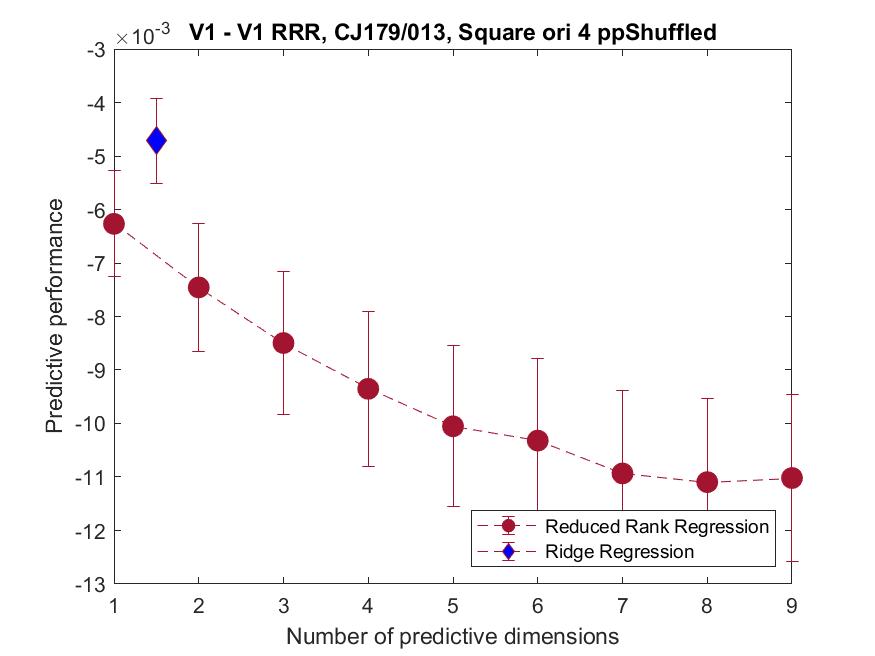 ×10-3
V1 - V1 RRR, CJ179/013, Square ori 4 ppShuffled
-3
-4
-5
-6
-7
-8
-9
-10
-11
-12
-13
Predictive performance
Reduced Rank Regression
Ridge Regression
1 2 3 4 5 6 7 8 9
Number of predictive dimensions